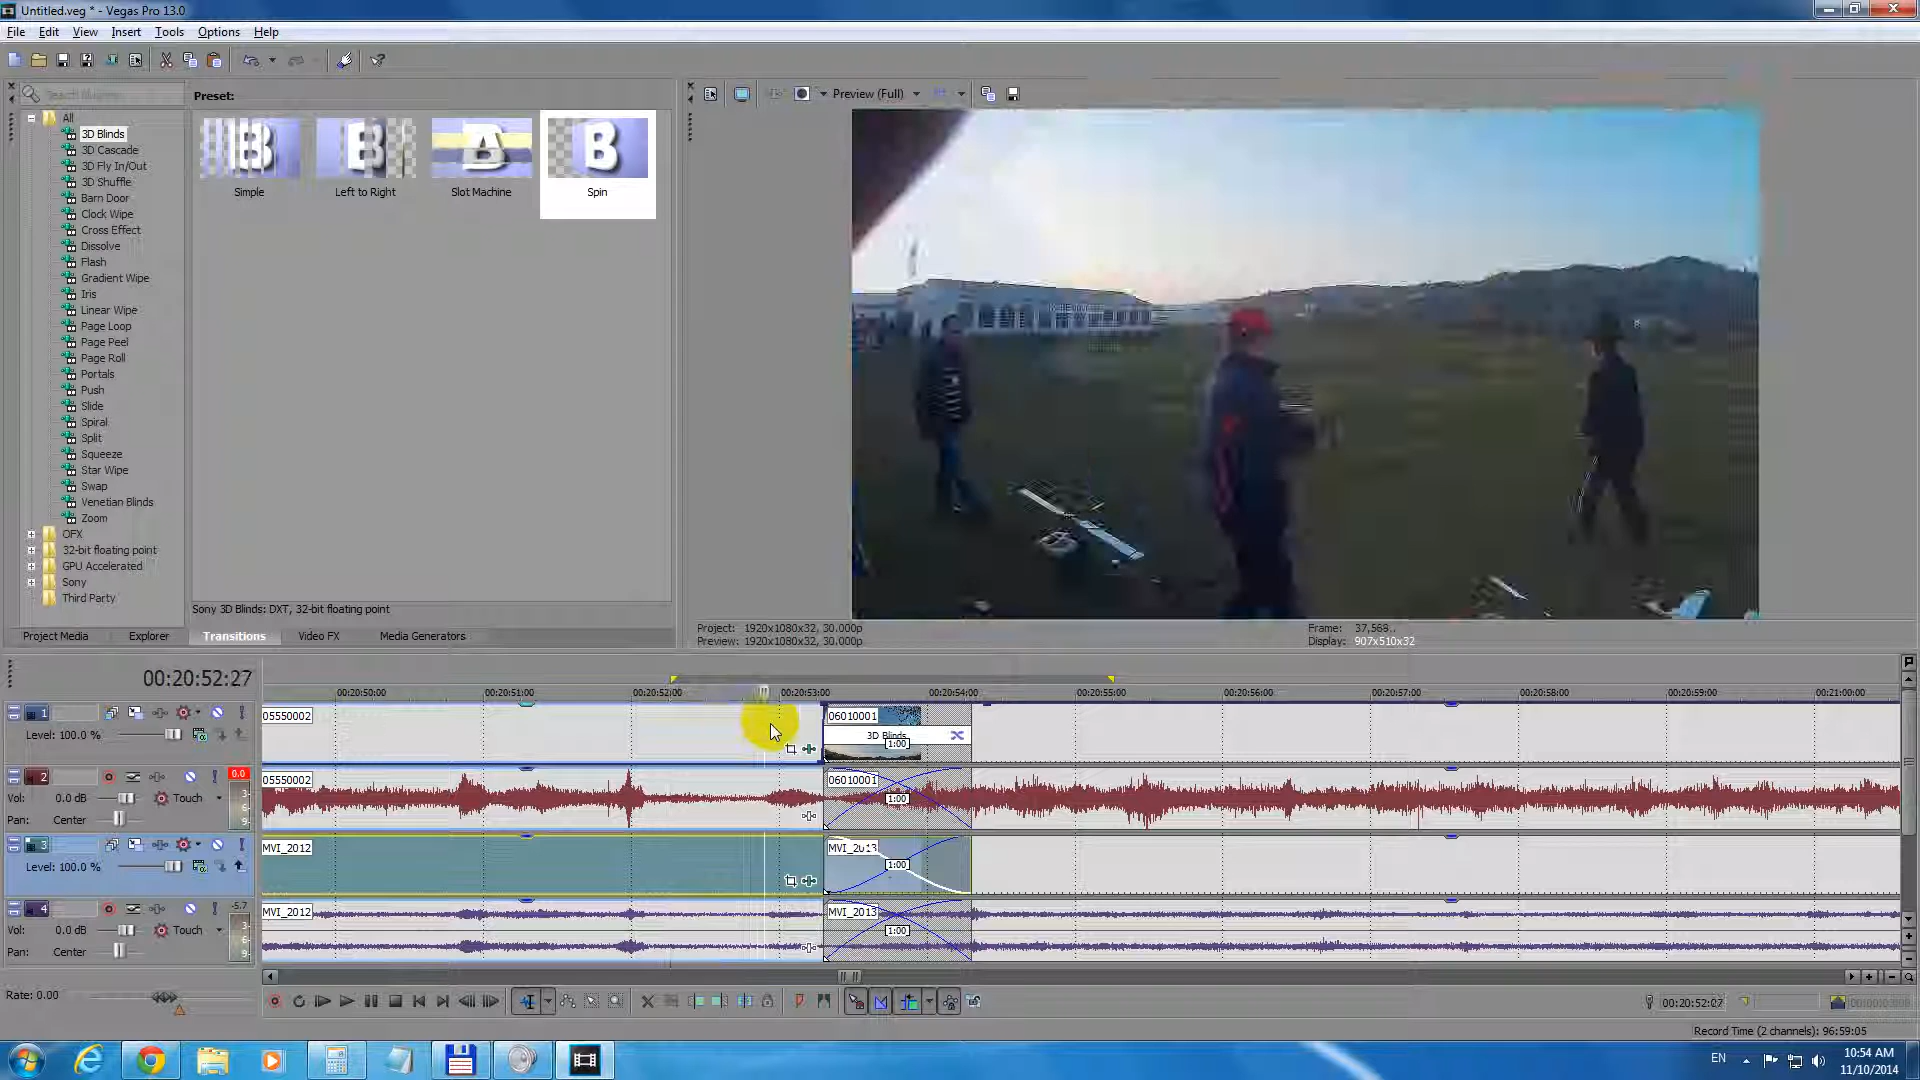 Untitled.veg * - Vegas Pro 13.0
File Edit View Insert Tools Options Help
Preset:
Preview (Full)
All
3D Blinds
3D Cascade
3D Fly In/Out
3D Shuffle
Barn Door
Clock Wipe
Cross Effect
Dissolve
Flash
Gradient Wipe
Iris
Linear Wipe
Page Loop
Page Peel
Page Roll
Portals
Push
Slide
Spiral
Split
Squeeze
Star Wipe
Swap
Venetian Blinds
Zoom
OFX
32-bit floating point
GPU Accelerated
Sony
Third Party
Simple Left to Right Slot Machine Spin
Sony 3D Blinds: DXT, 32-bit floating point
Project Media Explorer Transitions Video FX Media Generators
Project: 1920x1080x32, 30.000p
Preview: 1920x1080x32, 30.000p
Frame: 37,569
Display: 907x510x32
00:20:52:27
00:20:50:00 00:20:51:00 00:20:52:00 00:20:53:00 00:20:54:00 00:20:55:00 00:20:56:00 00:20:57:00 00:20:58:00 00:20:59:00 00:21:00:00
1
Level: 100.0 %
05550002
06010001
3D Blinds
1:00
2
0.0
Vol: 0.0 dB Touch
Pan: Center
3
6
9
05550002
06010001
1:00
3
Level: 100.0 %
MVI_2012
MVI_2013
1:00
4
-5.7
Vol: 0.0 dB Touch
Pan: Center
3
6
9
MVI_2012
MVI_2013
1:00
Rate: 0.00
00:20:52:27
Record Time (2 channels): 96:59:05
EN
10:54 AM
11/10/2014